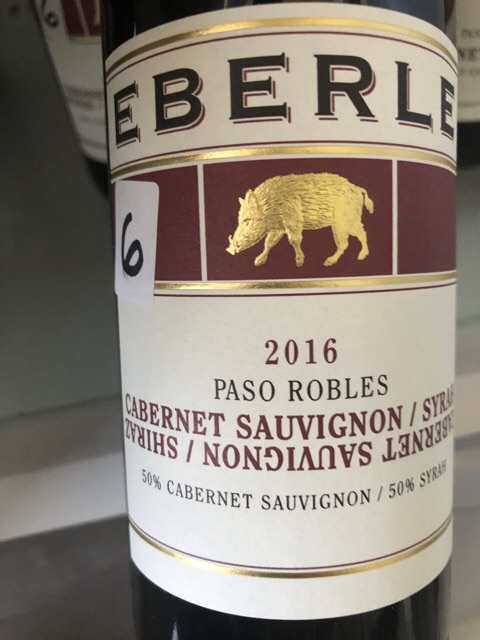 EBERLE
6
2016
PASO ROBLES
CABERNET SAUVIGNON / SYRAH
CABERNET SAUVIGNON / SHIRAZ
50% CABERNET SAUVIGNON / 50% SYRAH